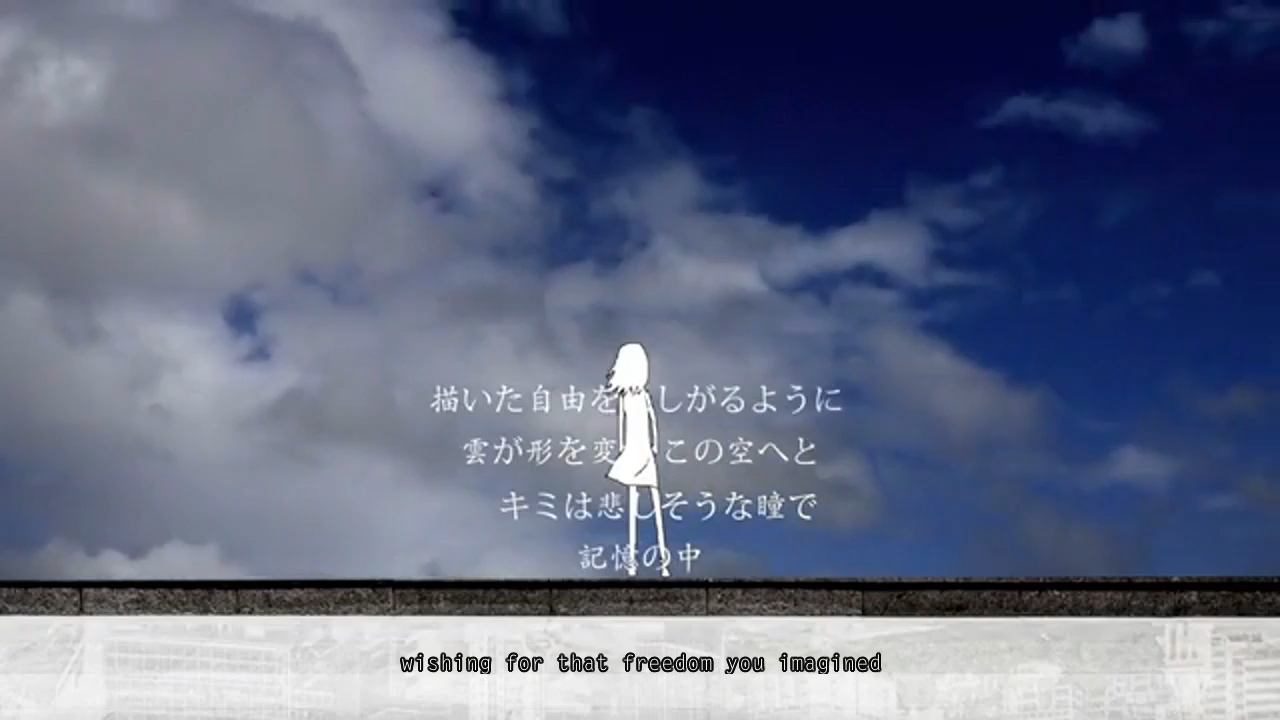 描いた自由を しがるように
雲が形を変 この空へと
キミは悲しそうな瞳で
記憶の中
wishing for that freedom you imagined